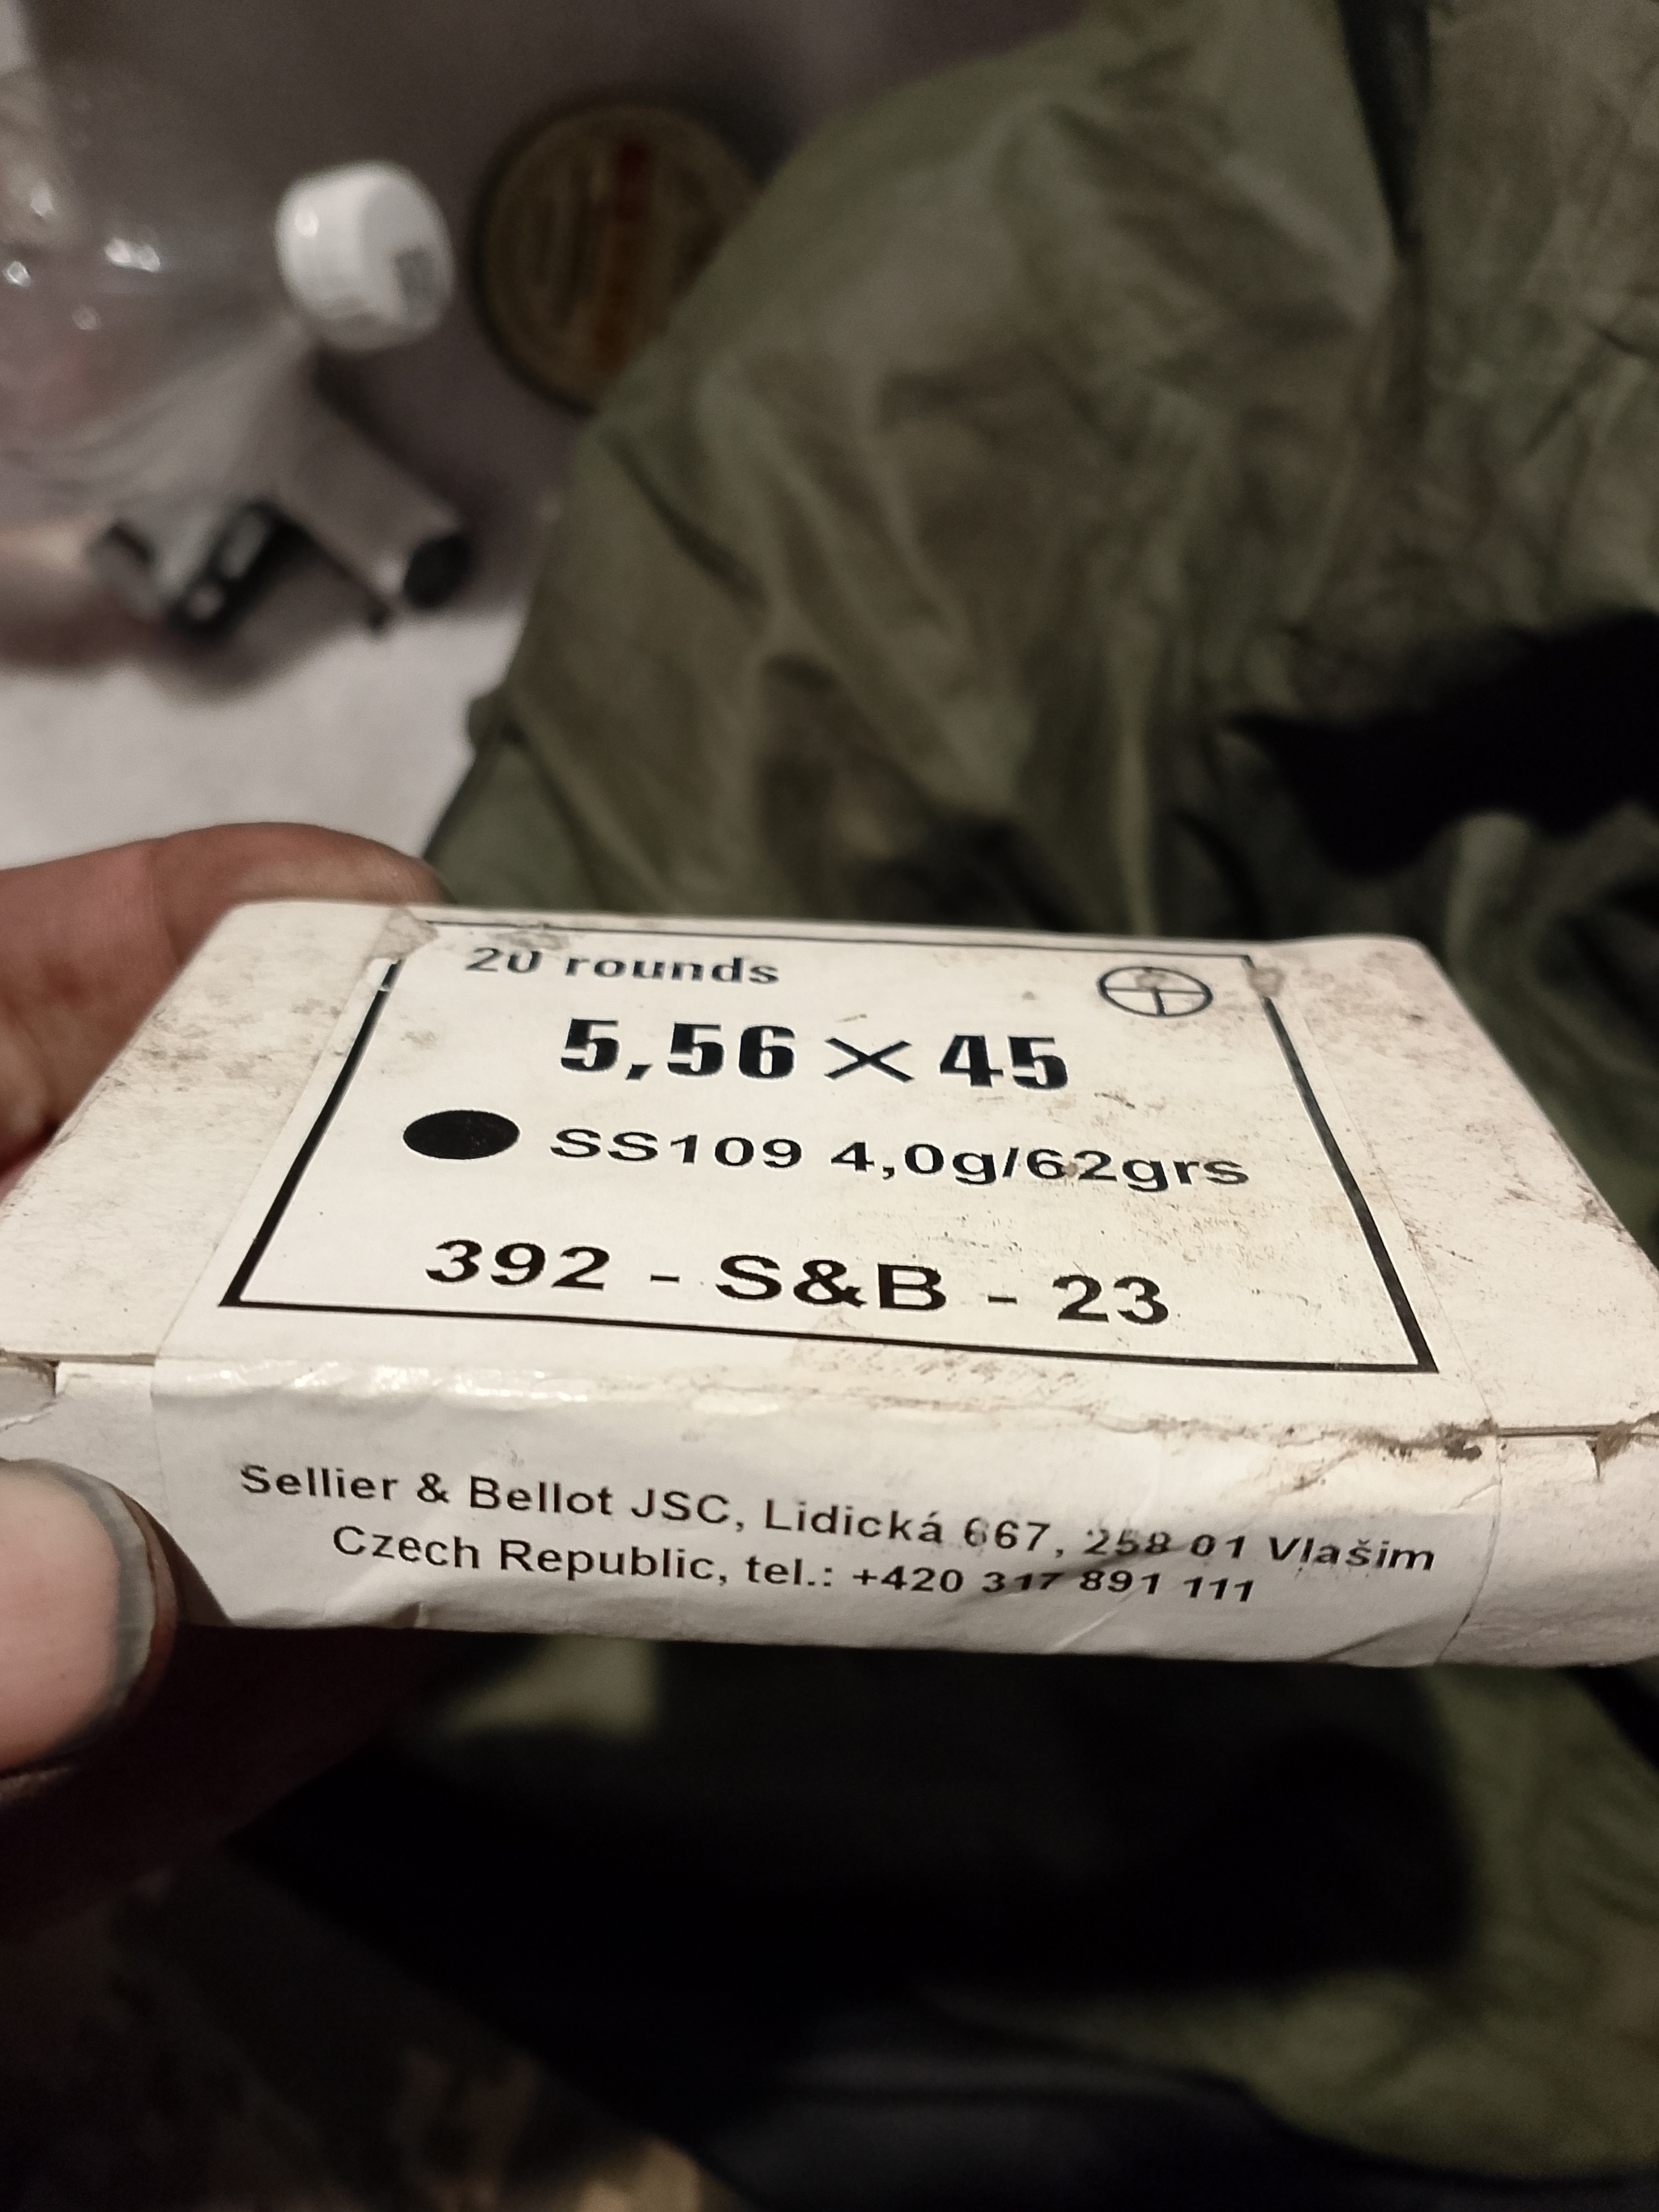 20 rounds
5,56 × 45
SS109 4,0g/62grs
392 - S&B - 23
Sellier & Bellot JSC, Lidická 667, 258 01 Vlašim
Czech Republic, tel.: +420 317 891 111